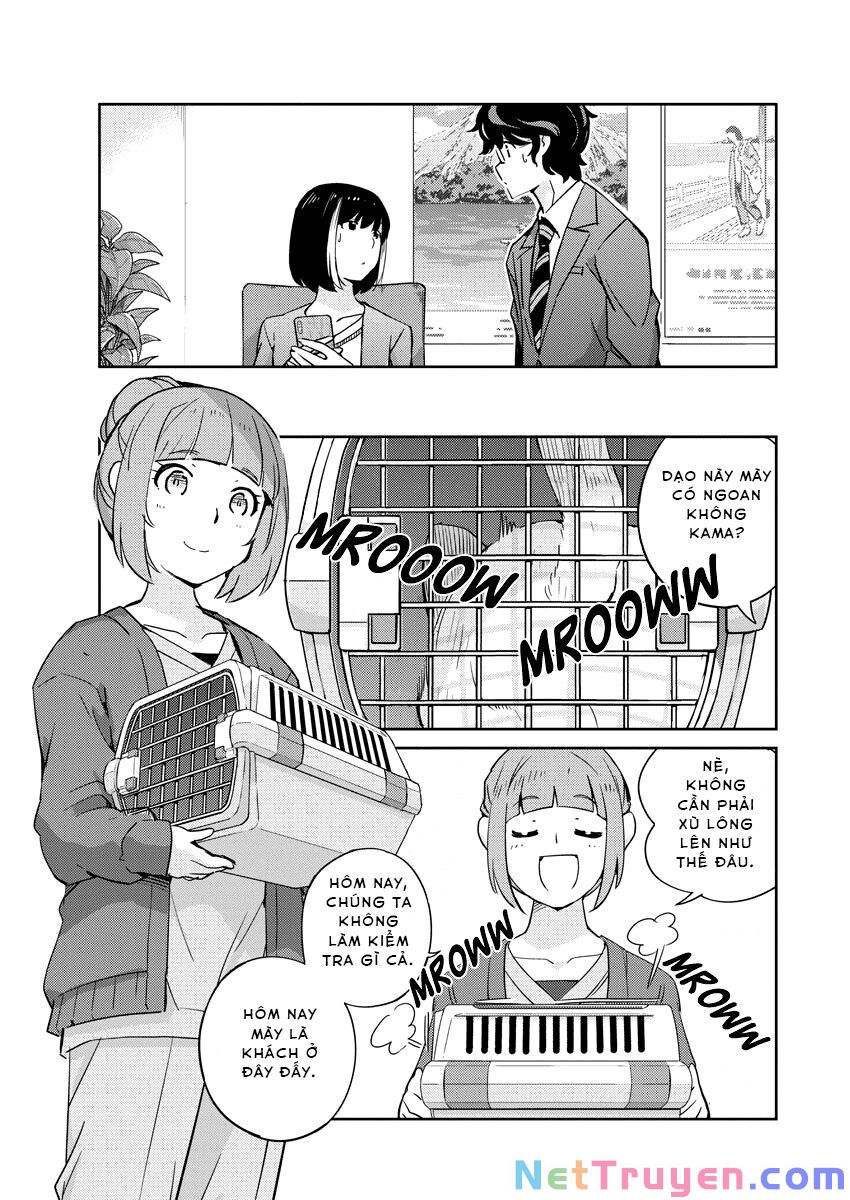 DẠO NÀY MÀY
CÓ NGOAN
KHÔNG
KAMA?
MROOOW
MROOWW
NÈ,
KHÔNG
CẦN PHẢI
XÙ LÔNG
LÊN NHƯ
THẾ ĐÂU.
HÔM NAY,
CHÚNG TA
KHÔNG
LÀM KIỂM
TRA GÌ CẢ.
MROWW
MROWW
HÔM NAY
MÀY LÀ
KHÁCH Ở
ĐÂY ĐẤY.
NetTruyen.com